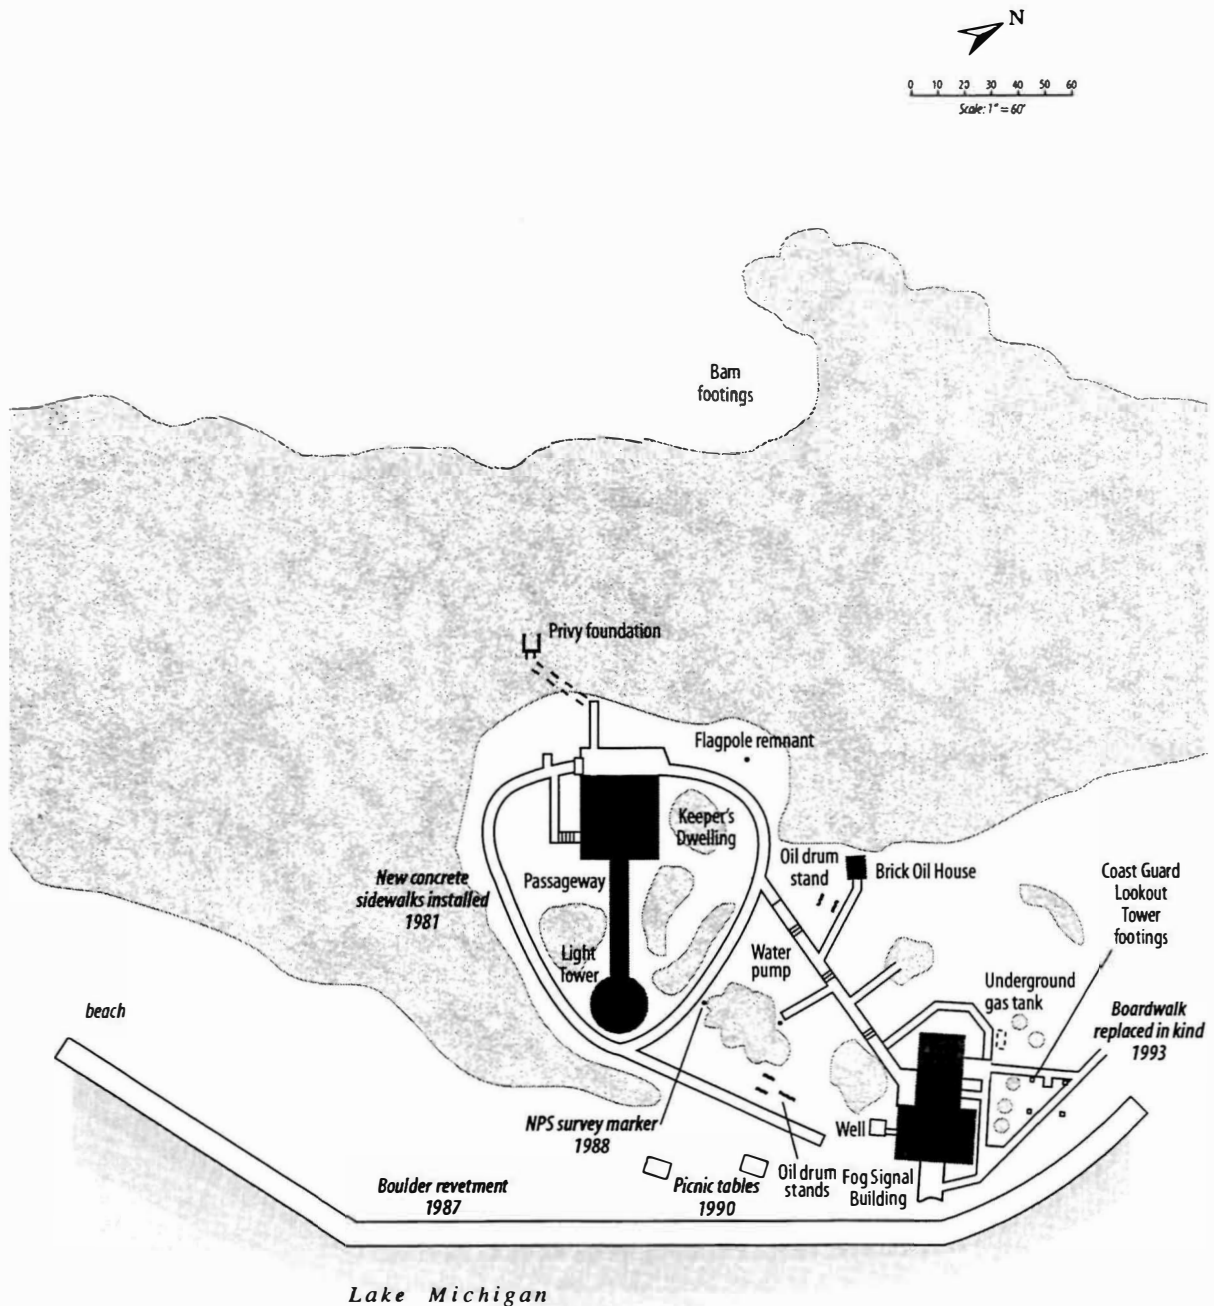 N
0 10 20 30 40 50 60
Scale: 1" = 60'
Barn
footings
Privy foundation
Flagpole remnant
Keeper's
Dwelling
Oil drum
stand
Brick Oil House
Coast Guard
Lookout
Tower
footings
New concrete
sidewalks installed
1981
Passageway
Light
Tower
Water
pump
Underground
gas tank
Boardwalk
replaced in kind
1993
beach
NPS survey marker
1988
Well
Oil drum
stands
Fog Signal
Building
Boulder revetment
1987
Picnic tables
1990
Lake Michigan